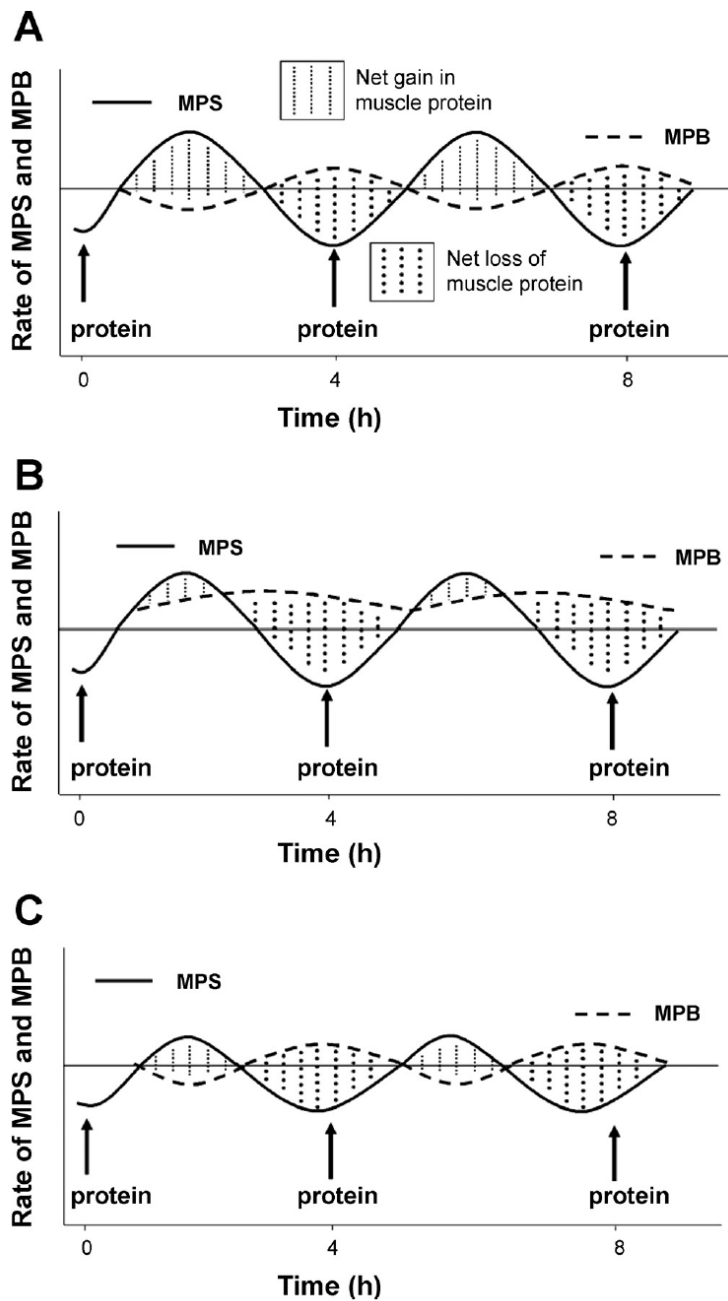 A
Rate of MPS and MPB
MPS
Net gain in
muscle protein
MPB
Net loss of
muscle protein
protein
protein
protein
0
4
8
Time (h)
B
Rate of MPS and MPB
MPS
MPB
protein
protein
protein
0
4
8
Time (h)
C
Rate of MPS and MPB
MPS
MPB
protein
protein
protein
0
4
8
Time (h)